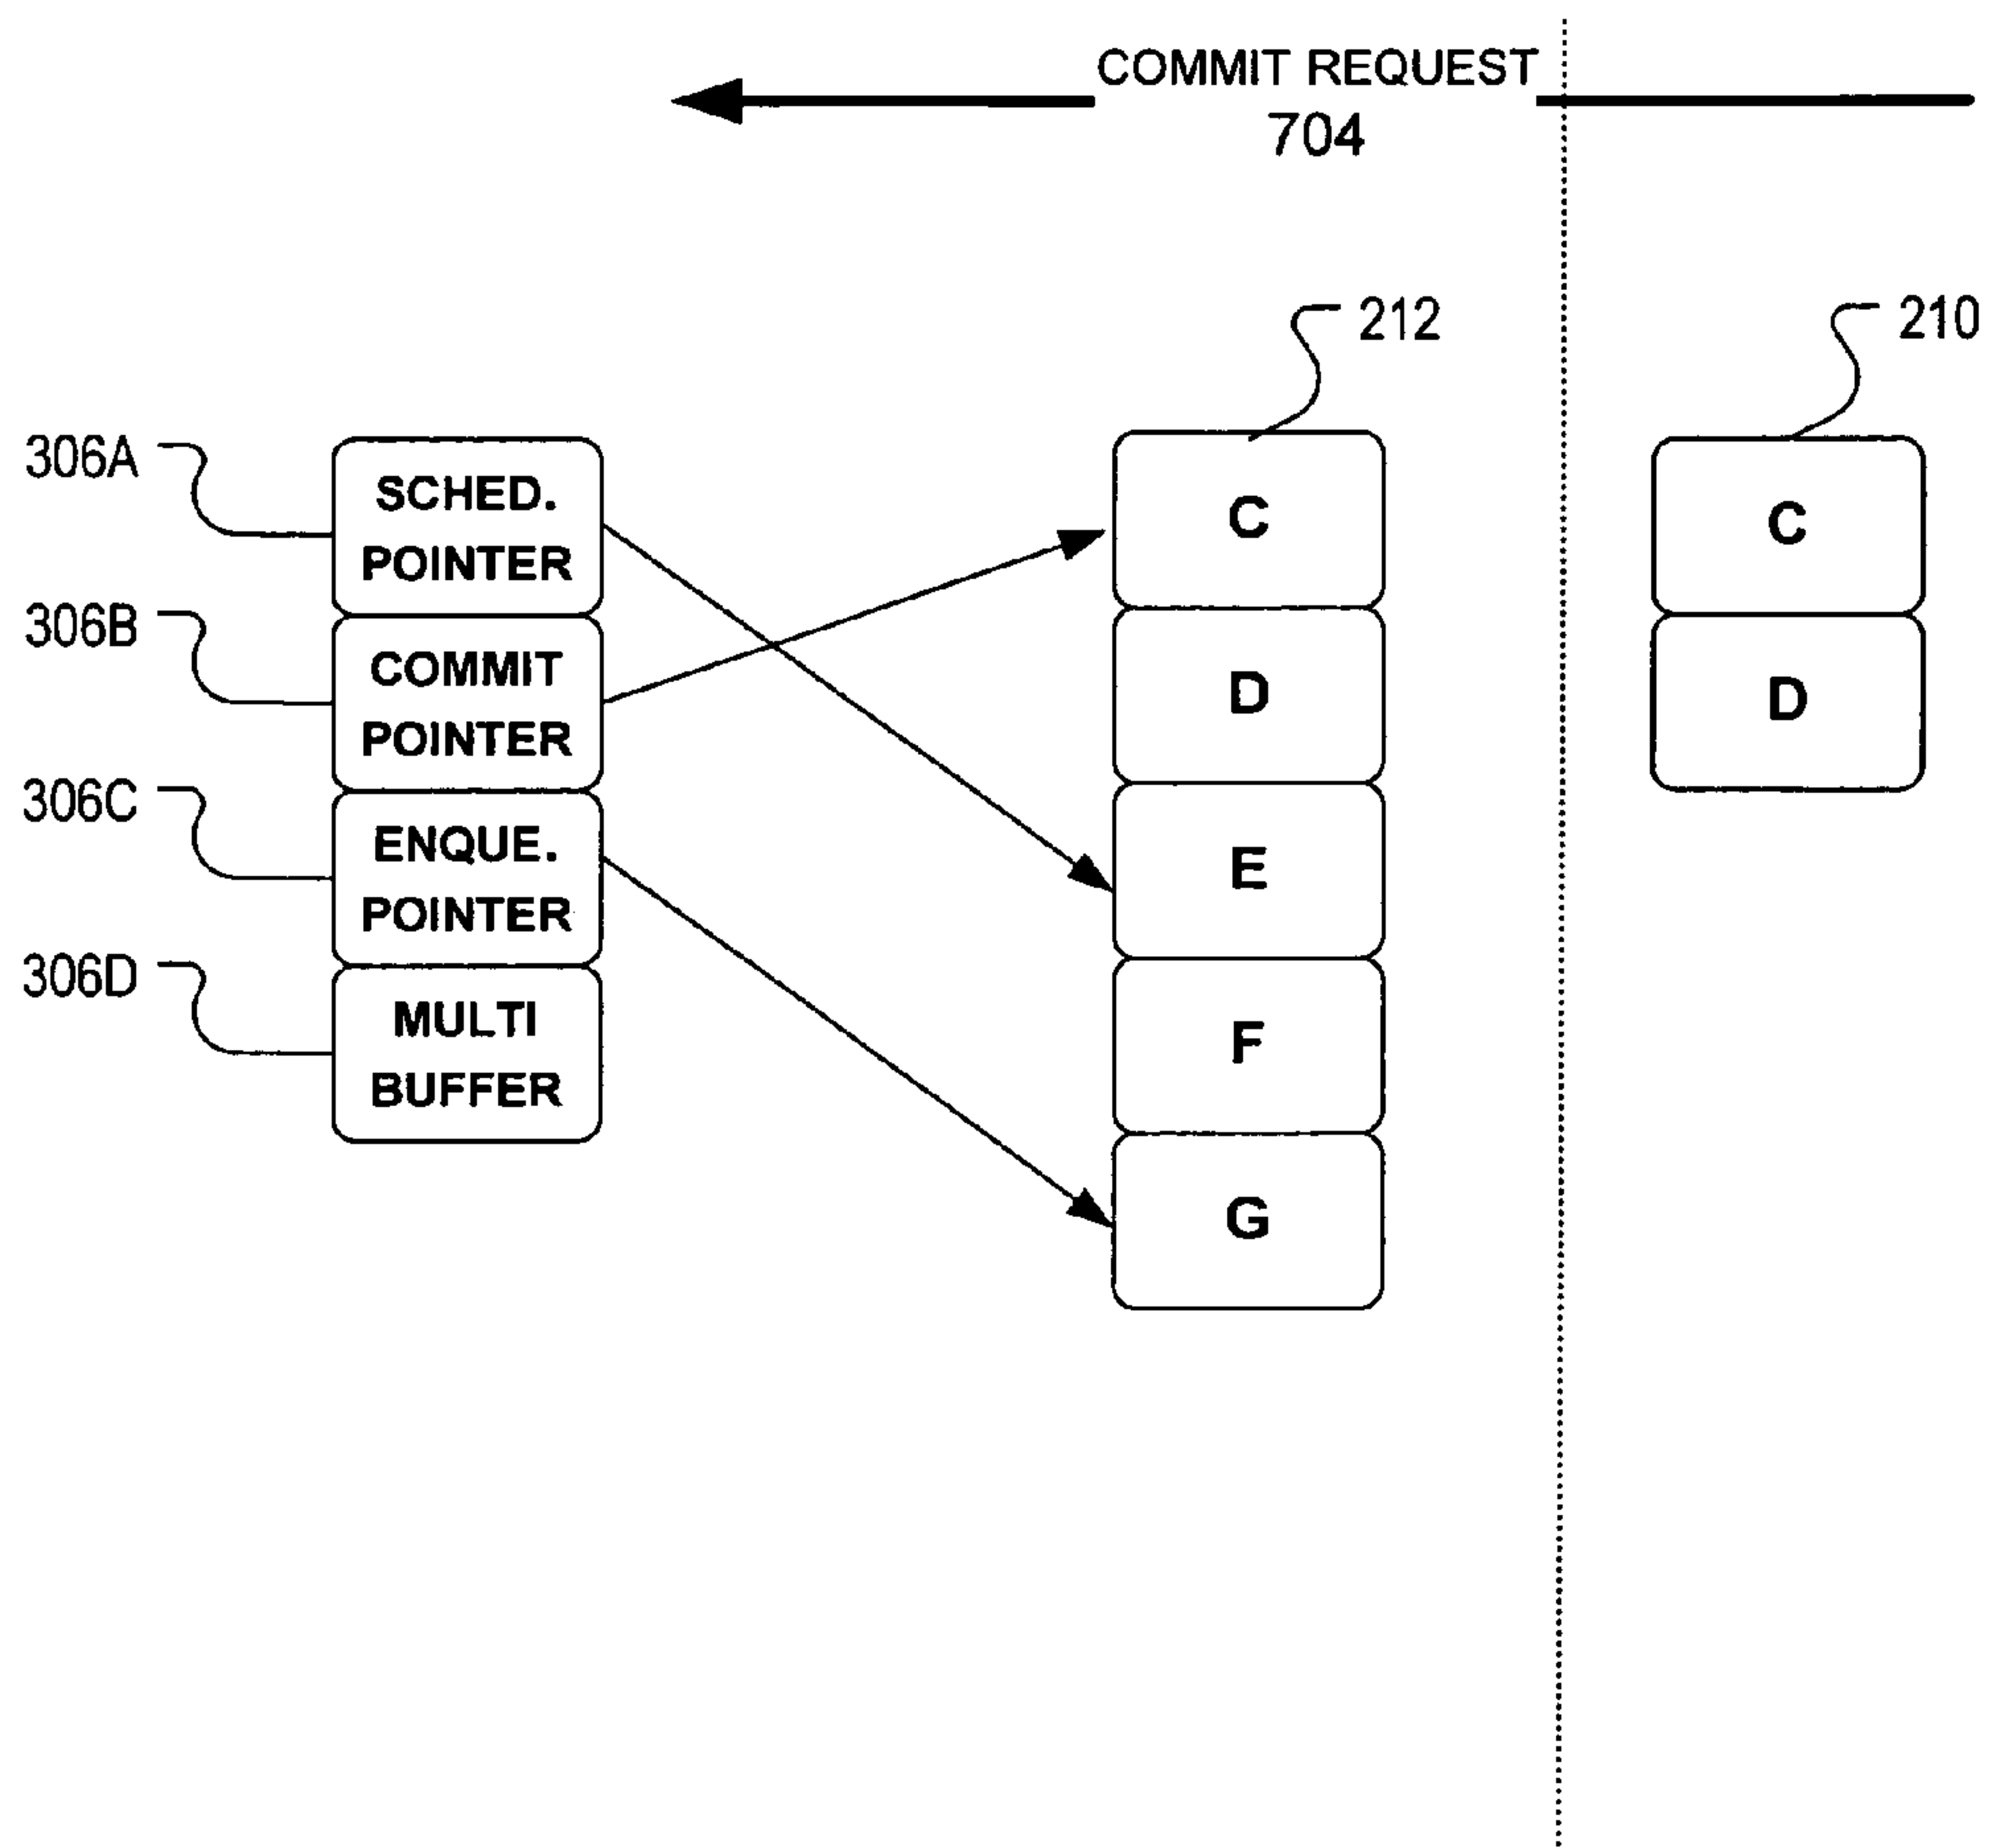 COMMIT REQUEST
704
212
210
306A
SCHED.
POINTER
306B
COMMIT
POINTER
306C
ENQUE.
POINTER
306D
MULTI
BUFFER
C
D
E
F
G
C
D